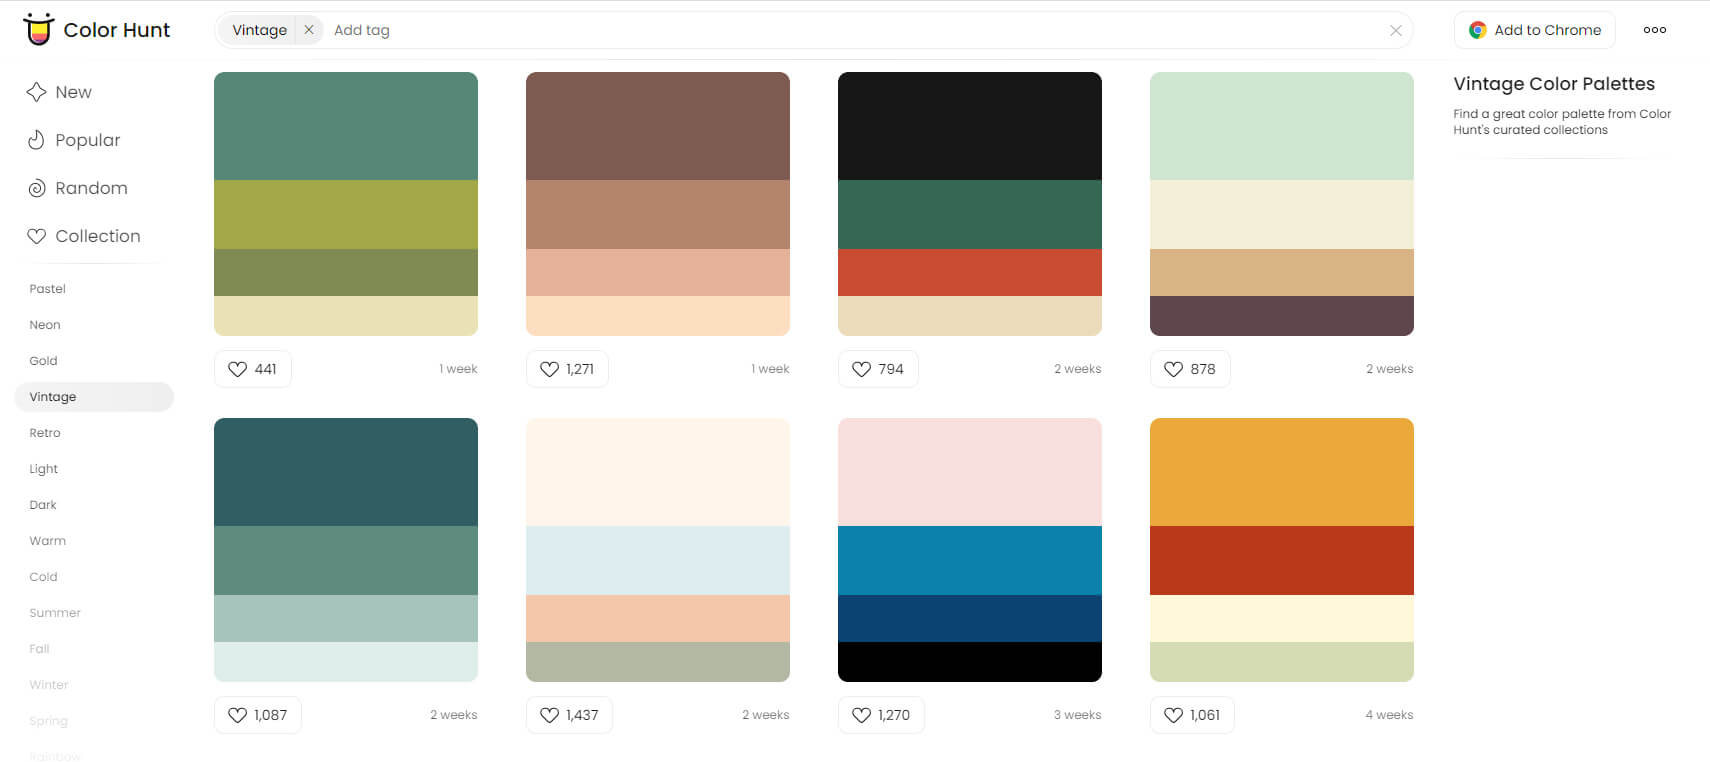 Color Hunt
Vintage
Add tag
Add to Chrome
New
Popular
Random
Collection
Pastel
Neon
Gold
Vintage
Retro
Light
Dark
Warm
Cold
Summer
Fall
Winter
Spring
Rainbow
441 1 week
1,271 1 week
794 2 weeks
878 2 weeks
1,087 2 weeks
1,437 2 weeks
1,270 3 weeks
1,061 4 weeks
Vintage Color Palettes
Find a great color palette from Color
Hunt's curated collections